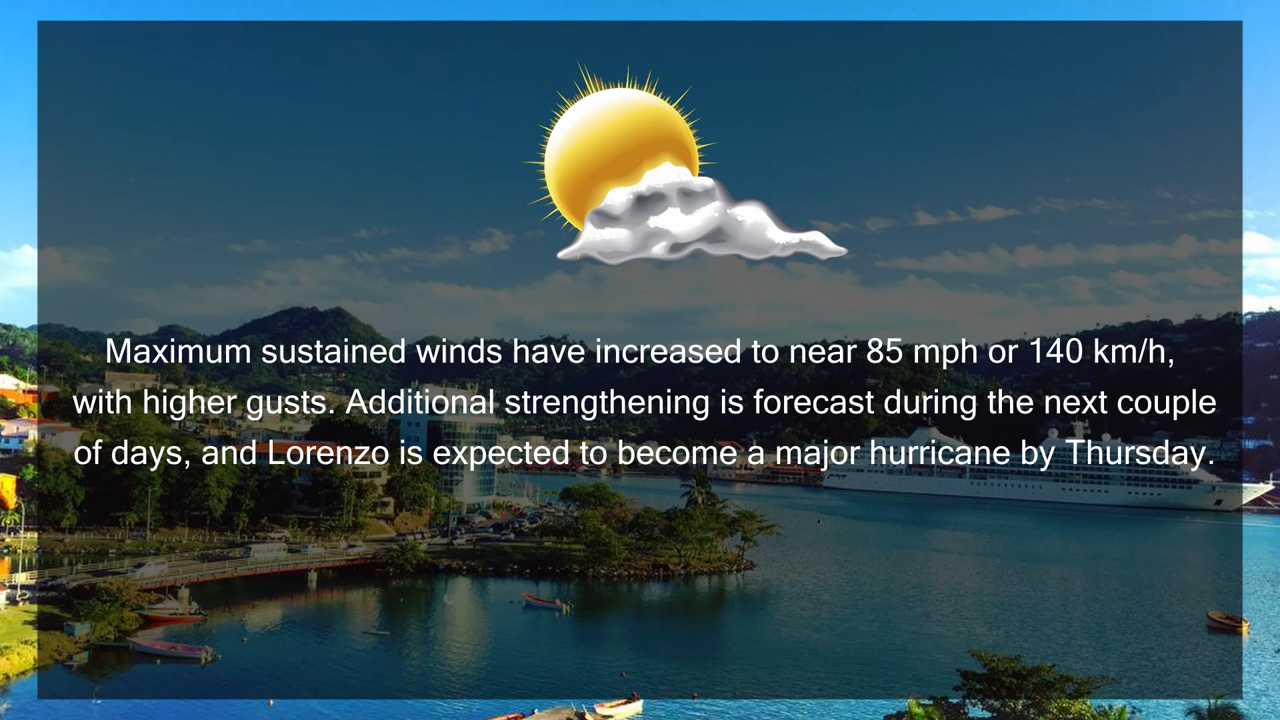 Maximum sustained winds have increased to near 85 mph or 140 km/h,
with higher gusts. Additional strengthening is forecast during the next couple
of days, and Lorenzo is expected to become a major hurricane by Thursday.